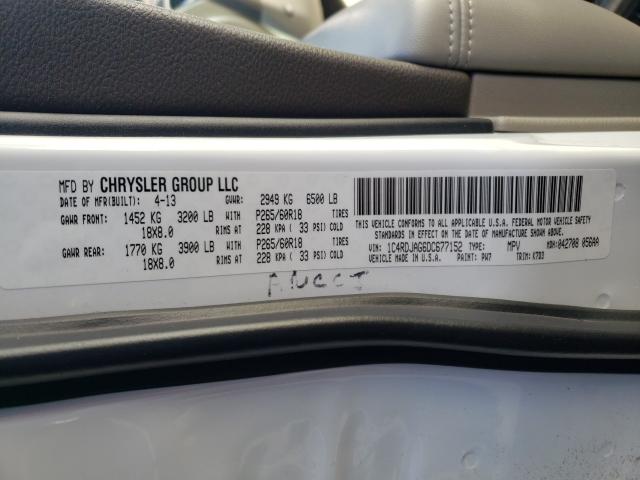 MFD BY CHRYSLER GROUP LLC
DATE OF MFR(BUILT): 4-13 GVWR: 2949 KG 6500 LB
GAWR FRONT: 1452 KG 3200 LB WITH P265/60R18 TIRES
18X8.0 RIMS AT 228 KPA ( 33 PSI) COLD
GAWR REAR: 1770 KG 3900 LB WITH P265/60R18 TIRES
18X8.0 RIMS AT 228 KPA ( 33 PSI) COLD
THIS VEHICLE CONFORMS TO ALL APPLICABLE U.S.A. FEDERAL MOTOR VEHICLE SAFETY
STANDARDS IN EFFECT ON THE DATE OF MANUFACTURE SHOWN ABOVE.
VIN: 1C4RDJAG6DC677152 TYPE: MPV MDH: 042708 056AA
VEHICLE MADE IN U.S.A. PAINT: PW7 TRIM: K7D3